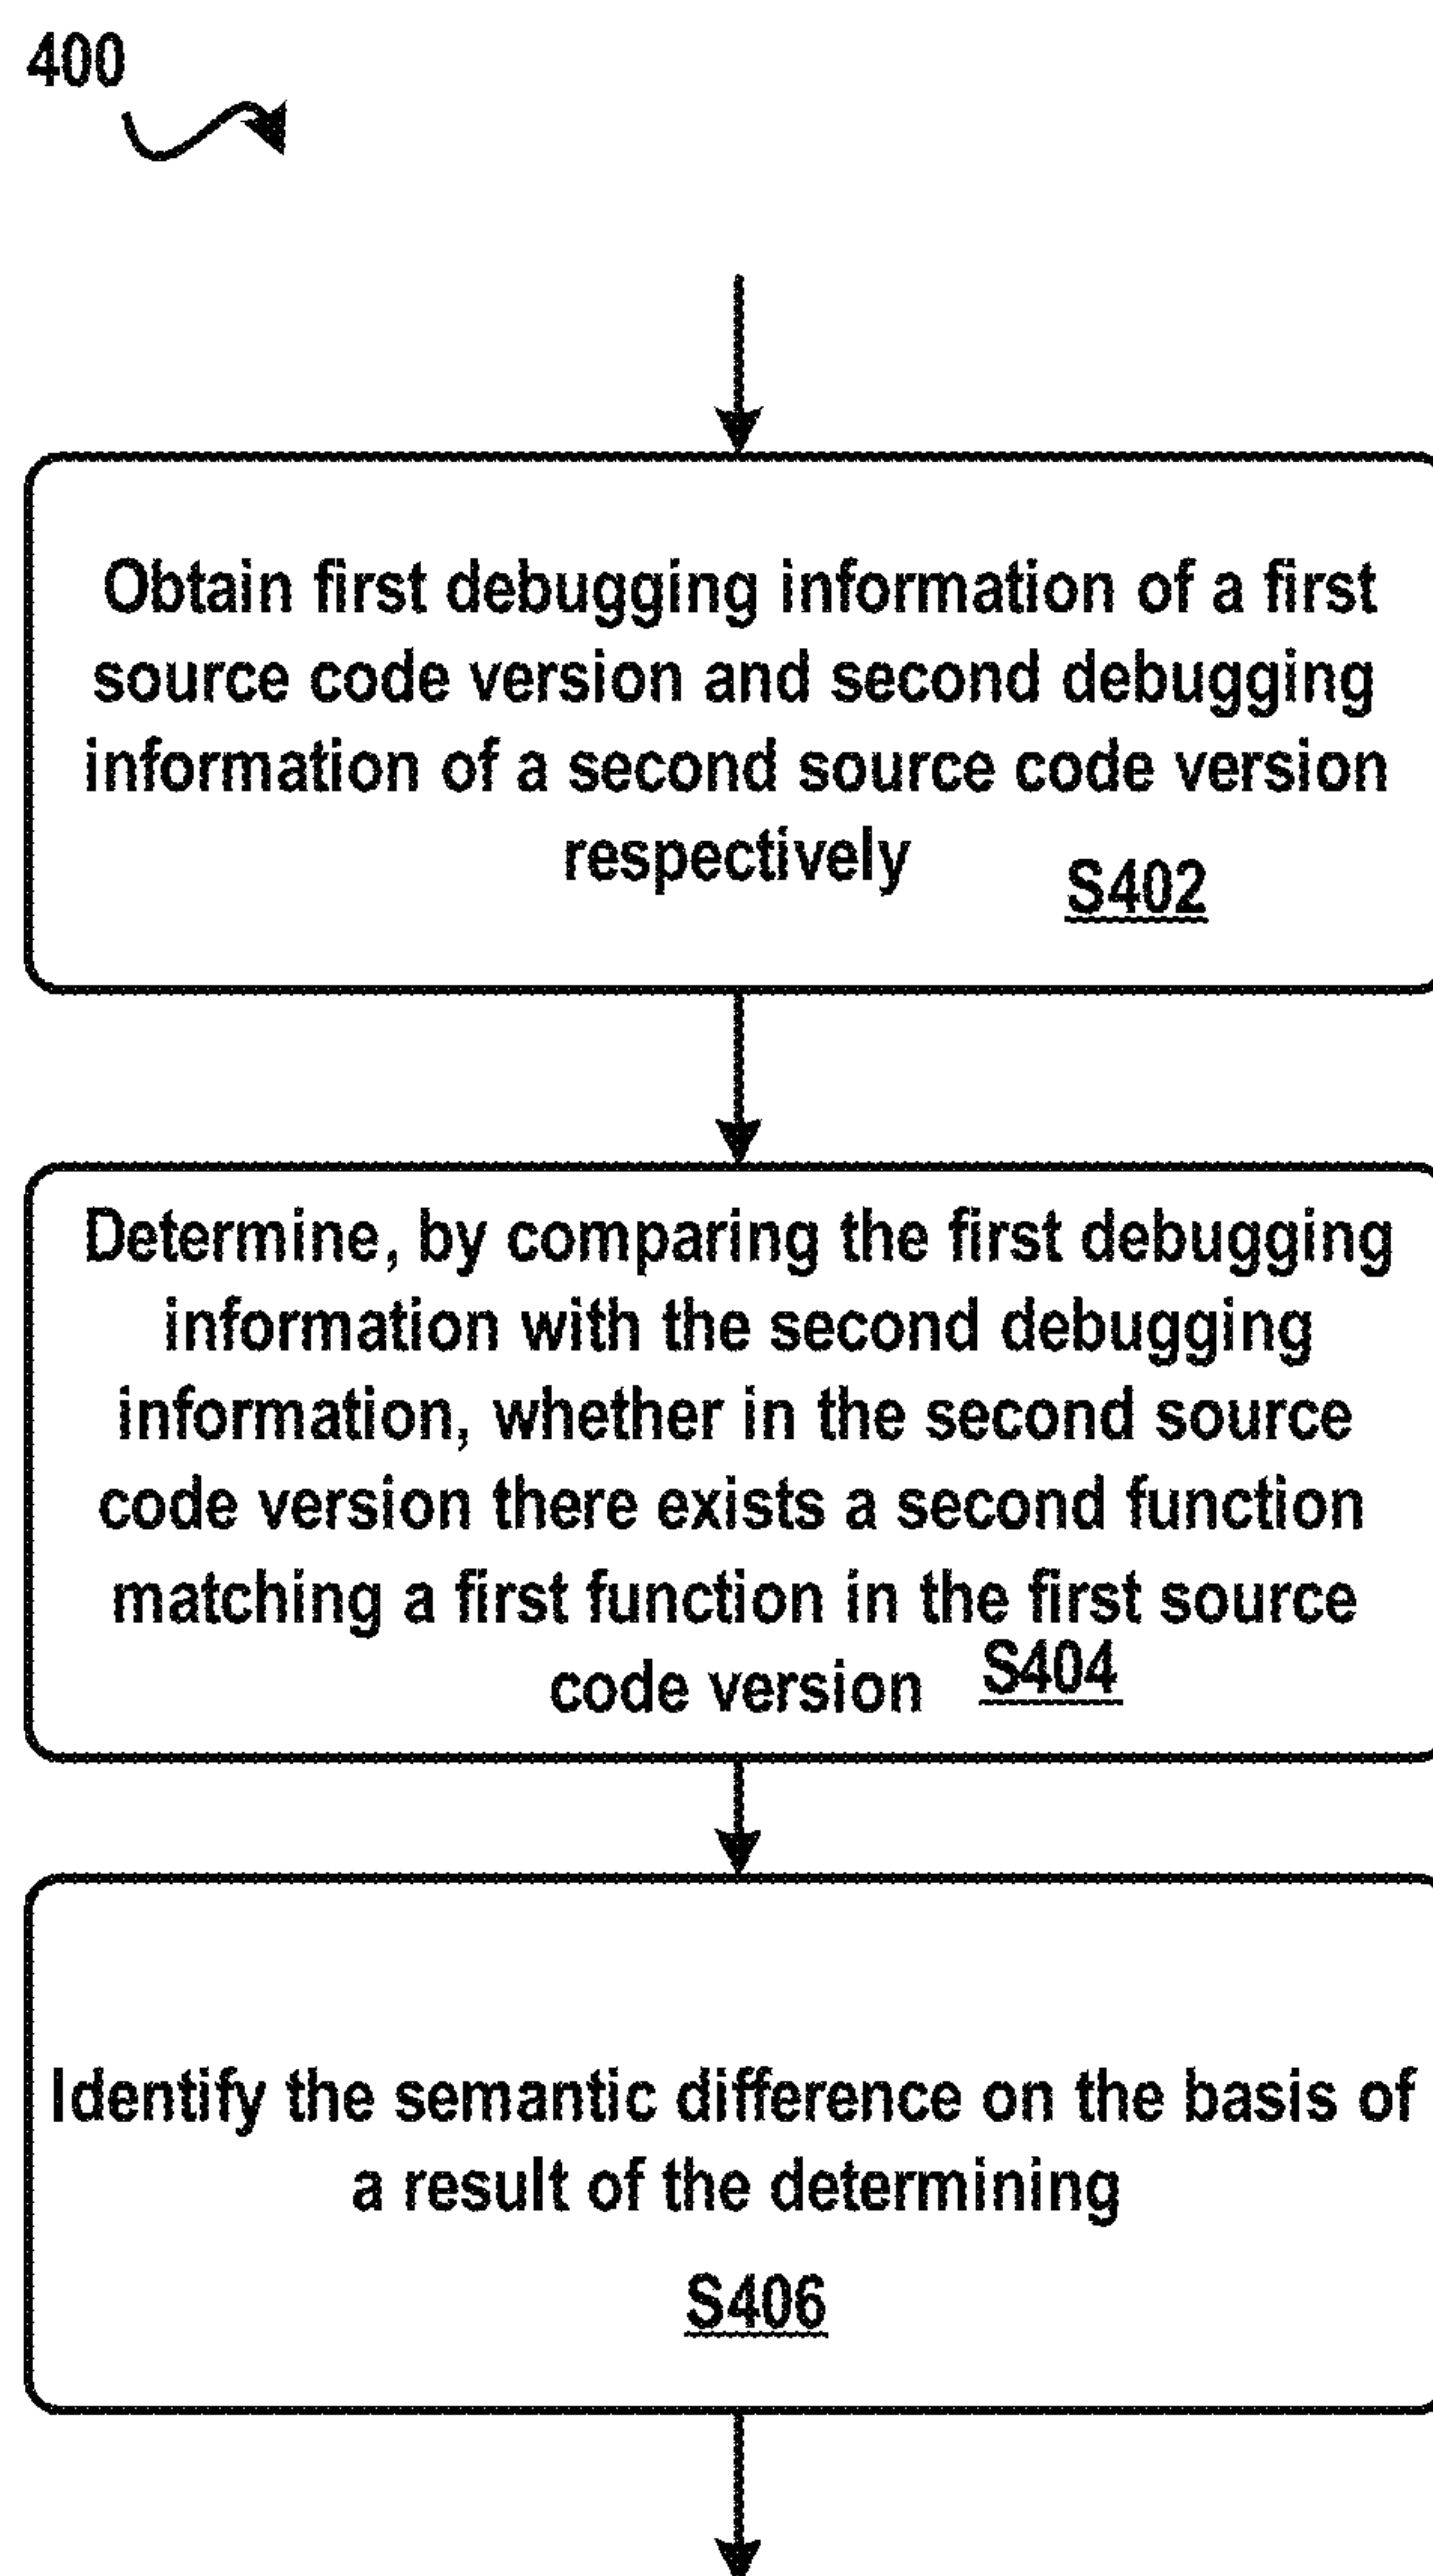 400
Obtain first debugging information of a first
source code version and second debugging
information of a second source code version
respectively
S402
Determine, by comparing the first debugging
information with the second debugging
information, whether in the second source
code version there exists a second function
matching a first function in the first source
code version S404
Identify the semantic difference on the basis of
a result of the determining
S406